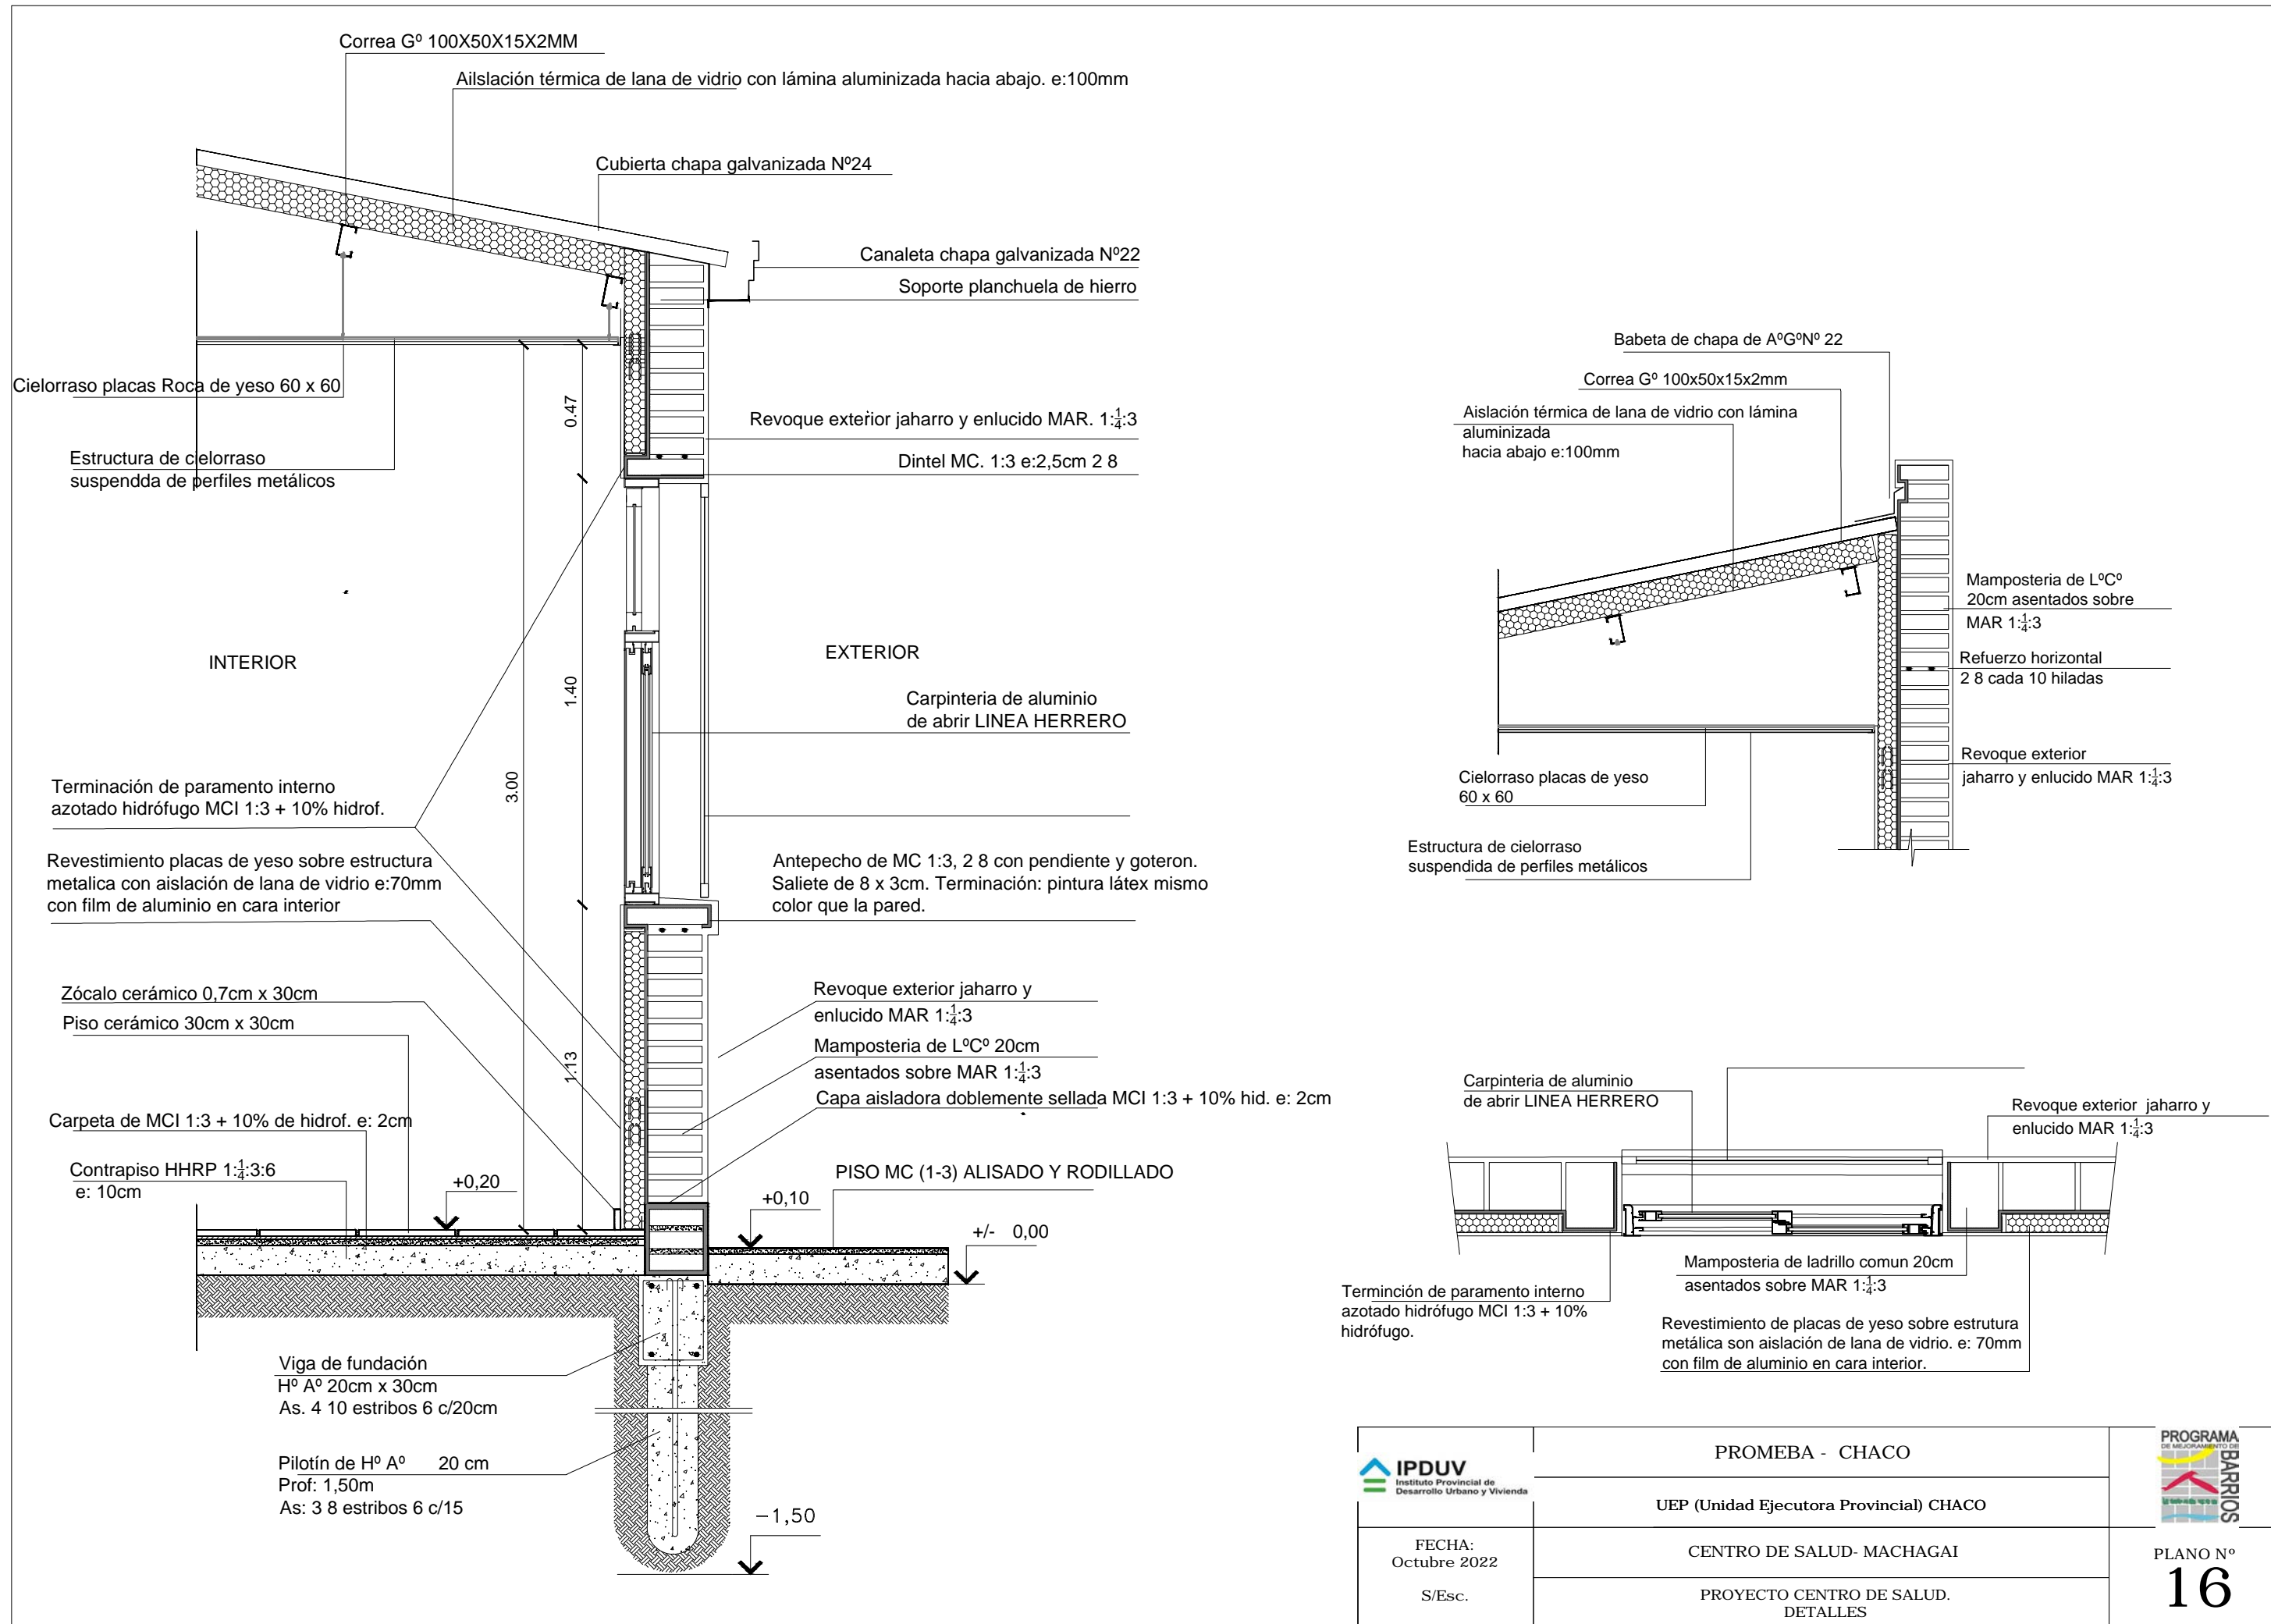 Correa Gº 100X50X15X2MM
Ailslación térmica de lana de vidrio con lámina aluminizada hacia abajo. e:100mm
Cubierta chapa galvanizada Nº24
Canaleta chapa galvanizada Nº22
Soporte planchuela de hierro
Cielorraso placas Roca de yeso 60 x 60
0.47
Revoque exterior jaharro y enlucido MAR. 1:1/4:3
Estructura de cielorraso
suspendda de perfiles metálicos
Dintel MC. 1:3 e:2,5cm 2 8
INTERIOR
EXTERIOR
1.40
Carpinteria de aluminio
de abrir LINEA HERRERO
3.00
Terminación de paramento interno
azotado hidrófugo MCI 1:3 + 10% hidrof.
Revestimiento placas de yeso sobre estructura
metalica con aislación de lana de vidrio e:70mm
con film de aluminio en cara interior
Antepecho de MC 1:3, 2 8 con pendiente y goteron.
Saliete de 8 x 3cm. Terminación: pintura látex mismo
color que la pared.
Zócalo cerámico 0,7cm x 30cm
Piso cerámico 30cm x 30cm
Revoque exterior jaharro y
enlucido MAR 1:1/4:3
Mamposteria de LºCº 20cm
asentados sobre MAR 1:1/4:3
1.13
Capa aisladora doblemente sellada MCI 1:3 + 10% hid. e: 2cm
Carpeta de MCI 1:3 + 10% de hidrof. e: 2cm
Contrapiso HHRP 1:1/4:3:6
e: 10cm
PISO MC (1-3) ALISADO Y RODILLADO
+0,20
+0,10
+/- 0,00
Viga de fundación
Hº Aº 20cm x 30cm
As. 4 10 estribos 6 c/20cm
Pilotín de Hº Aº 20 cm
Prof: 1,50m
As: 3 8 estribos 6 c/15
-1,50
Babeta de chapa de AºGºNº 22
Correa Gº 100x50x15x2mm
Aislación térmica de lana de vidrio con lámina
aluminizada
hacia abajo e:100mm
Mamposteria de LºCº
20cm asentados sobre
MAR 1:1/4:3
Refuerzo horizontal
2 8 cada 10 hiladas
Revoque exterior
jaharro y enlucido MAR 1:1/4:3
Cielorraso placas de yeso
60 x 60
Estructura de cielorraso
suspendida de perfiles metálicos
Carpinteria de aluminio
de abrir LINEA HERRERO
Revoque exterior jaharro y
enlucido MAR 1:1/4:3
Mamposteria de ladrillo comun 20cm
asentados sobre MAR 1:1/4:3
Terminción de paramento interno
azotado hidrófugo MCI 1:3 + 10%
hidrófugo.
Revestimiento de placas de yeso sobre estrutura
metálica son aislación de lana de vidrio. e: 70mm
con film de aluminio en cara interior.
IPDUV
Instituto Provincial de
Desarrollo Urbano y Vivienda
PROMEBA - CHACO
UEP (Unidad Ejecutora Provincial) CHACO
PROGRAMA
DE MEJORAMIENTO DE
BARRIOS
FECHA:
Octubre 2022
S/Esc.
CENTRO DE SALUD- MACHAGAI
PROYECTO CENTRO DE SALUD.
DETALLES
PLANO Nº
16